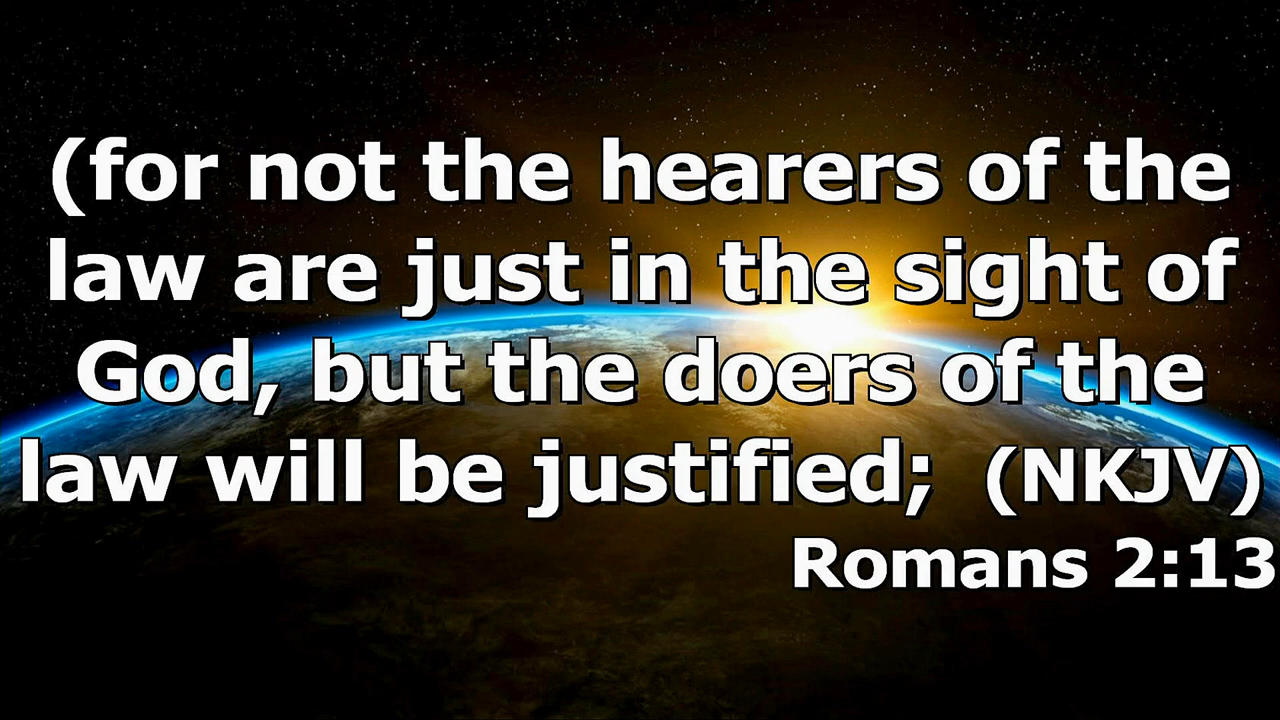 (for not the hearers of the
law are just in the sight of
God, but the doers of the
law will be justified; (NKJV)
Romans 2:13